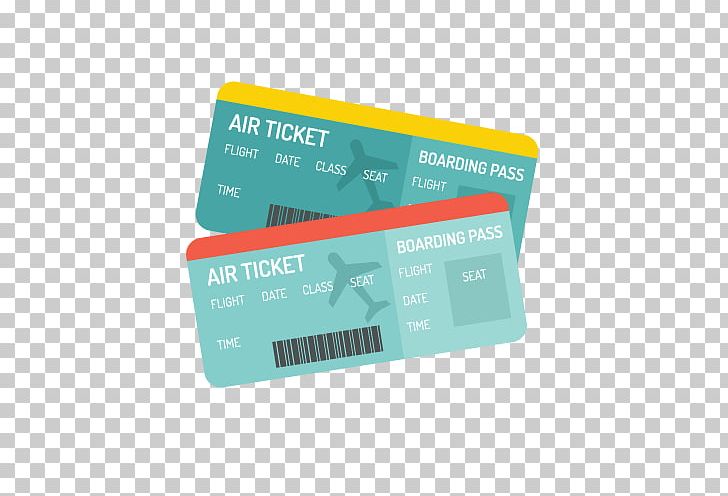 AIR TICKET
FLIGHT DATE CLASS SEAT
TIME
BOARDING PASS
FLIGHT
AIR TICKET
FLIGHT DATE CLASS SEAT
TIME
BOARDING PASS
FLIGHT
SEAT
DATE
TIME